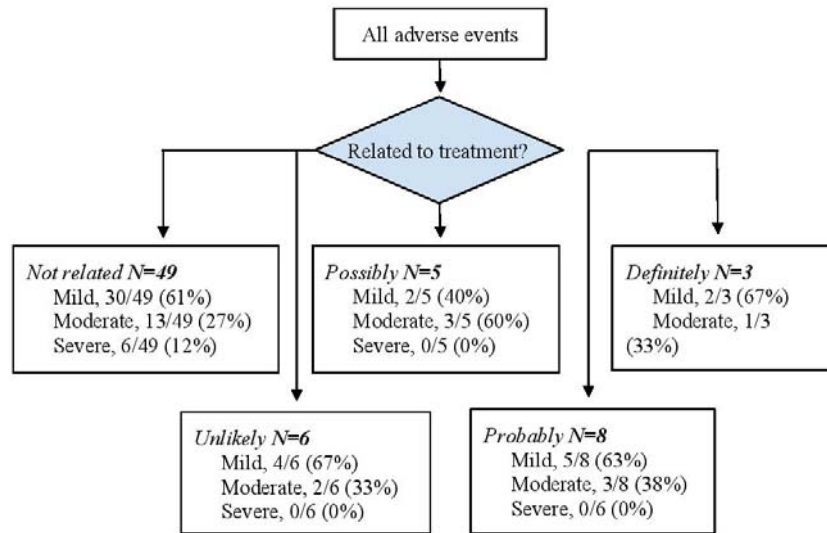 All adverse events
Related to treatment?
Not related N=49
Mild, 30/49 (61%)
Moderate, 13/49 (27%)
Severe, 6/49 (12%)
Possibly N=5
Mild, 2/5 (40%)
Moderate, 3/5 (60%)
Severe, 0/5 (0%)
Definitely N=3
Mild, 2/3 (67%)
Moderate, 1/3
(33%)
Unlikely N=6
Mild, 4/6 (67%)
Moderate, 2/6 (33%)
Severe, 0/6 (0%)
Probably N=8
Mild, 5/8 (63%)
Moderate, 3/8 (38%)
Severe, 0/6 (0%)